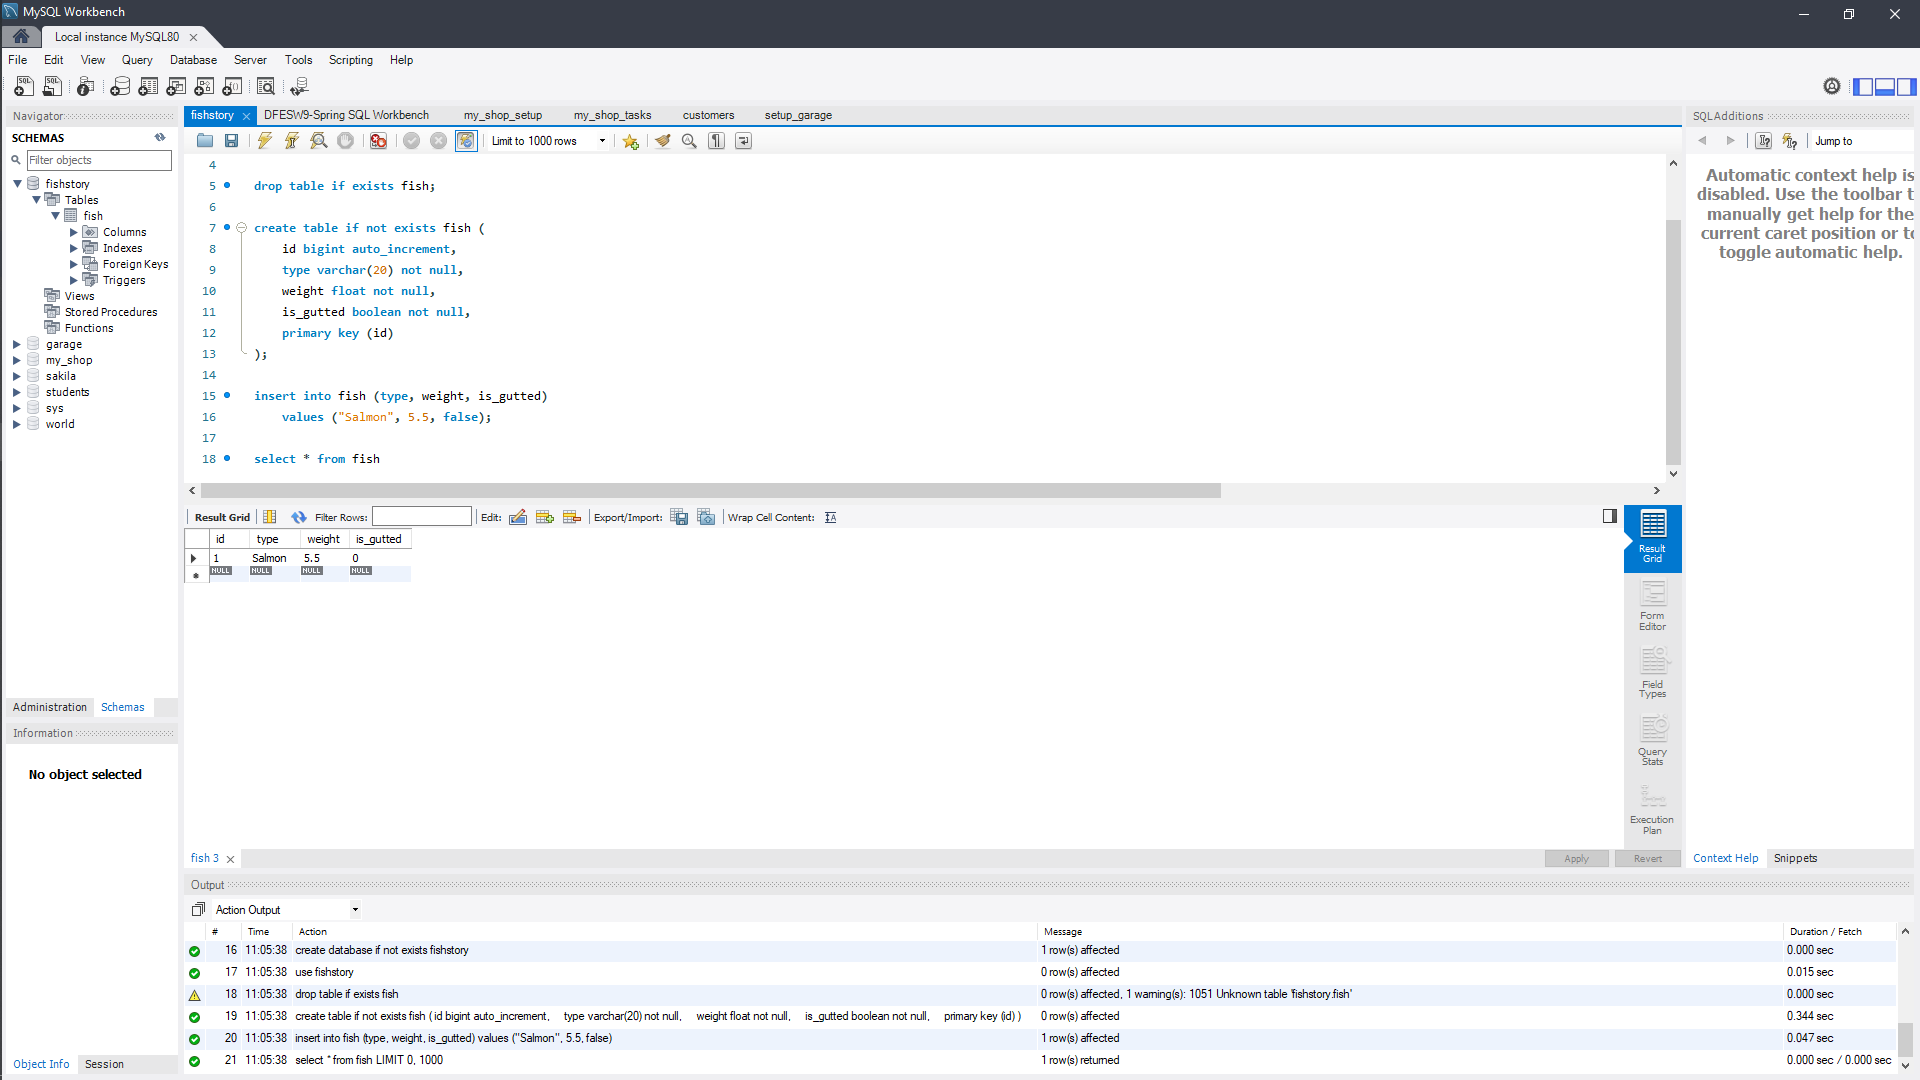 MySQL Workbench
Local instance MySQL80
File Edit View Query Database Server Tools Scripting Help
Navigator
SCHEMAS
Filter objects
fishstory
Tables
fish
Columns
Indexes
Foreign Keys
Triggers
Views
Stored Procedures
Functions
garage
my_shop
sakila
students
sys
world
Administration Schemas
Information
No object selected
Object Info Session
fishstory DFESW9-Spring SQL Workbench my_shop_setup my_shop_tasks customers setup_garage
Limit to 1000 rows
4
5 drop table if exists fish;
6
7 create table if not exists fish (
8 id bigint auto_increment,
9 type varchar(20) not null,
10 weight float not null,
11 is_gutted boolean not null,
12 primary key (id)
13 );
14
15 insert into fish (type, weight, is_gutted)
16 values ("Salmon", 5.5, false);
17
18 select * from fish
Result Grid Filter Rows: Edit: Export/Import: Wrap Cell Content:
id type weight is_gutted
1 Salmon 5.5 0
NULL NULL NULL NULL
Result
Grid
Form
Editor
Field
Types
Query
Stats
Execution
Plan
fish 3
Apply Revert
SQLAdditions
Jump to
Automatic context help is
disabled. Use the toolbar t
manually get help for the
current caret position or to
toggle automatic help.
Context Help Snippets
Output
Action Output
# Time Action Message Duration / Fetch
16 11:05:38 create database if not exists fishstory 1 row(s) affected 0.000 sec
17 11:05:38 use fishstory 0 row(s) affected 0.015 sec
18 11:05:38 drop table if exists fish 0 row(s) affected, 1 warning(s): 1051 Unknown table 'fishstory.fish' 0.000 sec
19 11:05:38 create table if not exists fish ( id bigint auto_increment, type varchar(20) not null, weight float not null, is_gutted boolean not null, primary key (id) ) 0 row(s) affected 0.344 sec
20 11:05:38 insert into fish (type, weight, is_gutted) values ("Salmon", 5.5, false) 1 row(s) affected 0.047 sec
21 11:05:38 select * from fish LIMIT 0, 1000 1 row(s) returned 0.000 sec / 0.000 sec